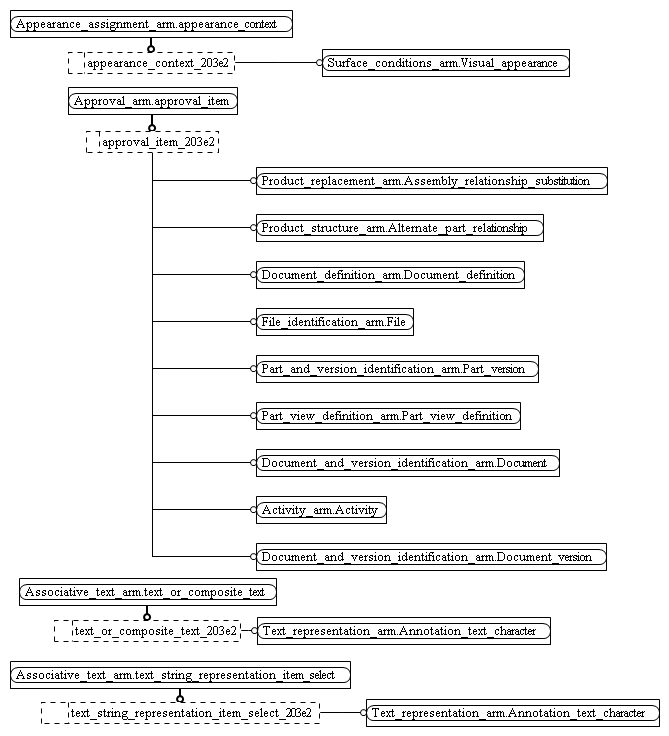 Appearance_assignment_arm.appearance_context
appearance_context_203e2
Surface_conditions_arm.Visual_appearance
Approval_arm.approval_item
approval_item_203e2
Product_replacement_arm.Assembly_relationship_substitution
Product_structure_arm.Alternate_part_relationship
Document_definition_arm.Document_definition
File_identification_arm.File
Part_and_version_identification_arm.Part_version
Part_view_definition_arm.Part_view_definition
Document_and_version_identification_arm.Document
Activity_arm.Activity
Document_and_version_identification_arm.Document_version
Associative_text_arm.text_or_composite_text
text_or_composite_text_203e2
Text_representation_arm.Annotation_text_character
Associative_text_arm.text_string_representation_item_select
text_string_representation_item_select_203e2
Text_representation_arm.Annotation_text_character